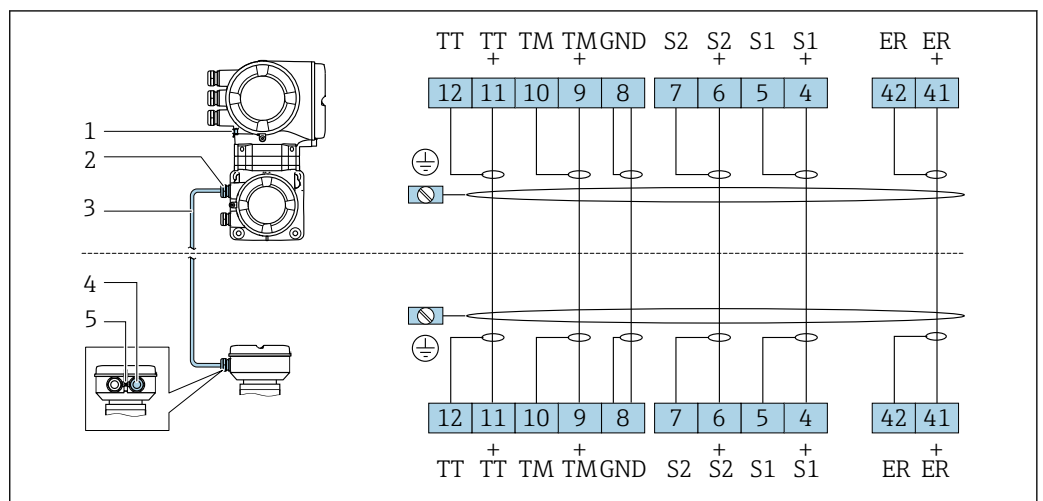 TT TT TM TM GND S2 S2 S1 S1 ER ER
+ + + + +
12 11 10 9 8 7 6 5 4 42 41
1
2
3
4
5
12 11 10 9 8 7 6 5 4 42 41
+ + + + +
TT TT TM TM GND S2 S2 S1 S1 ER ER